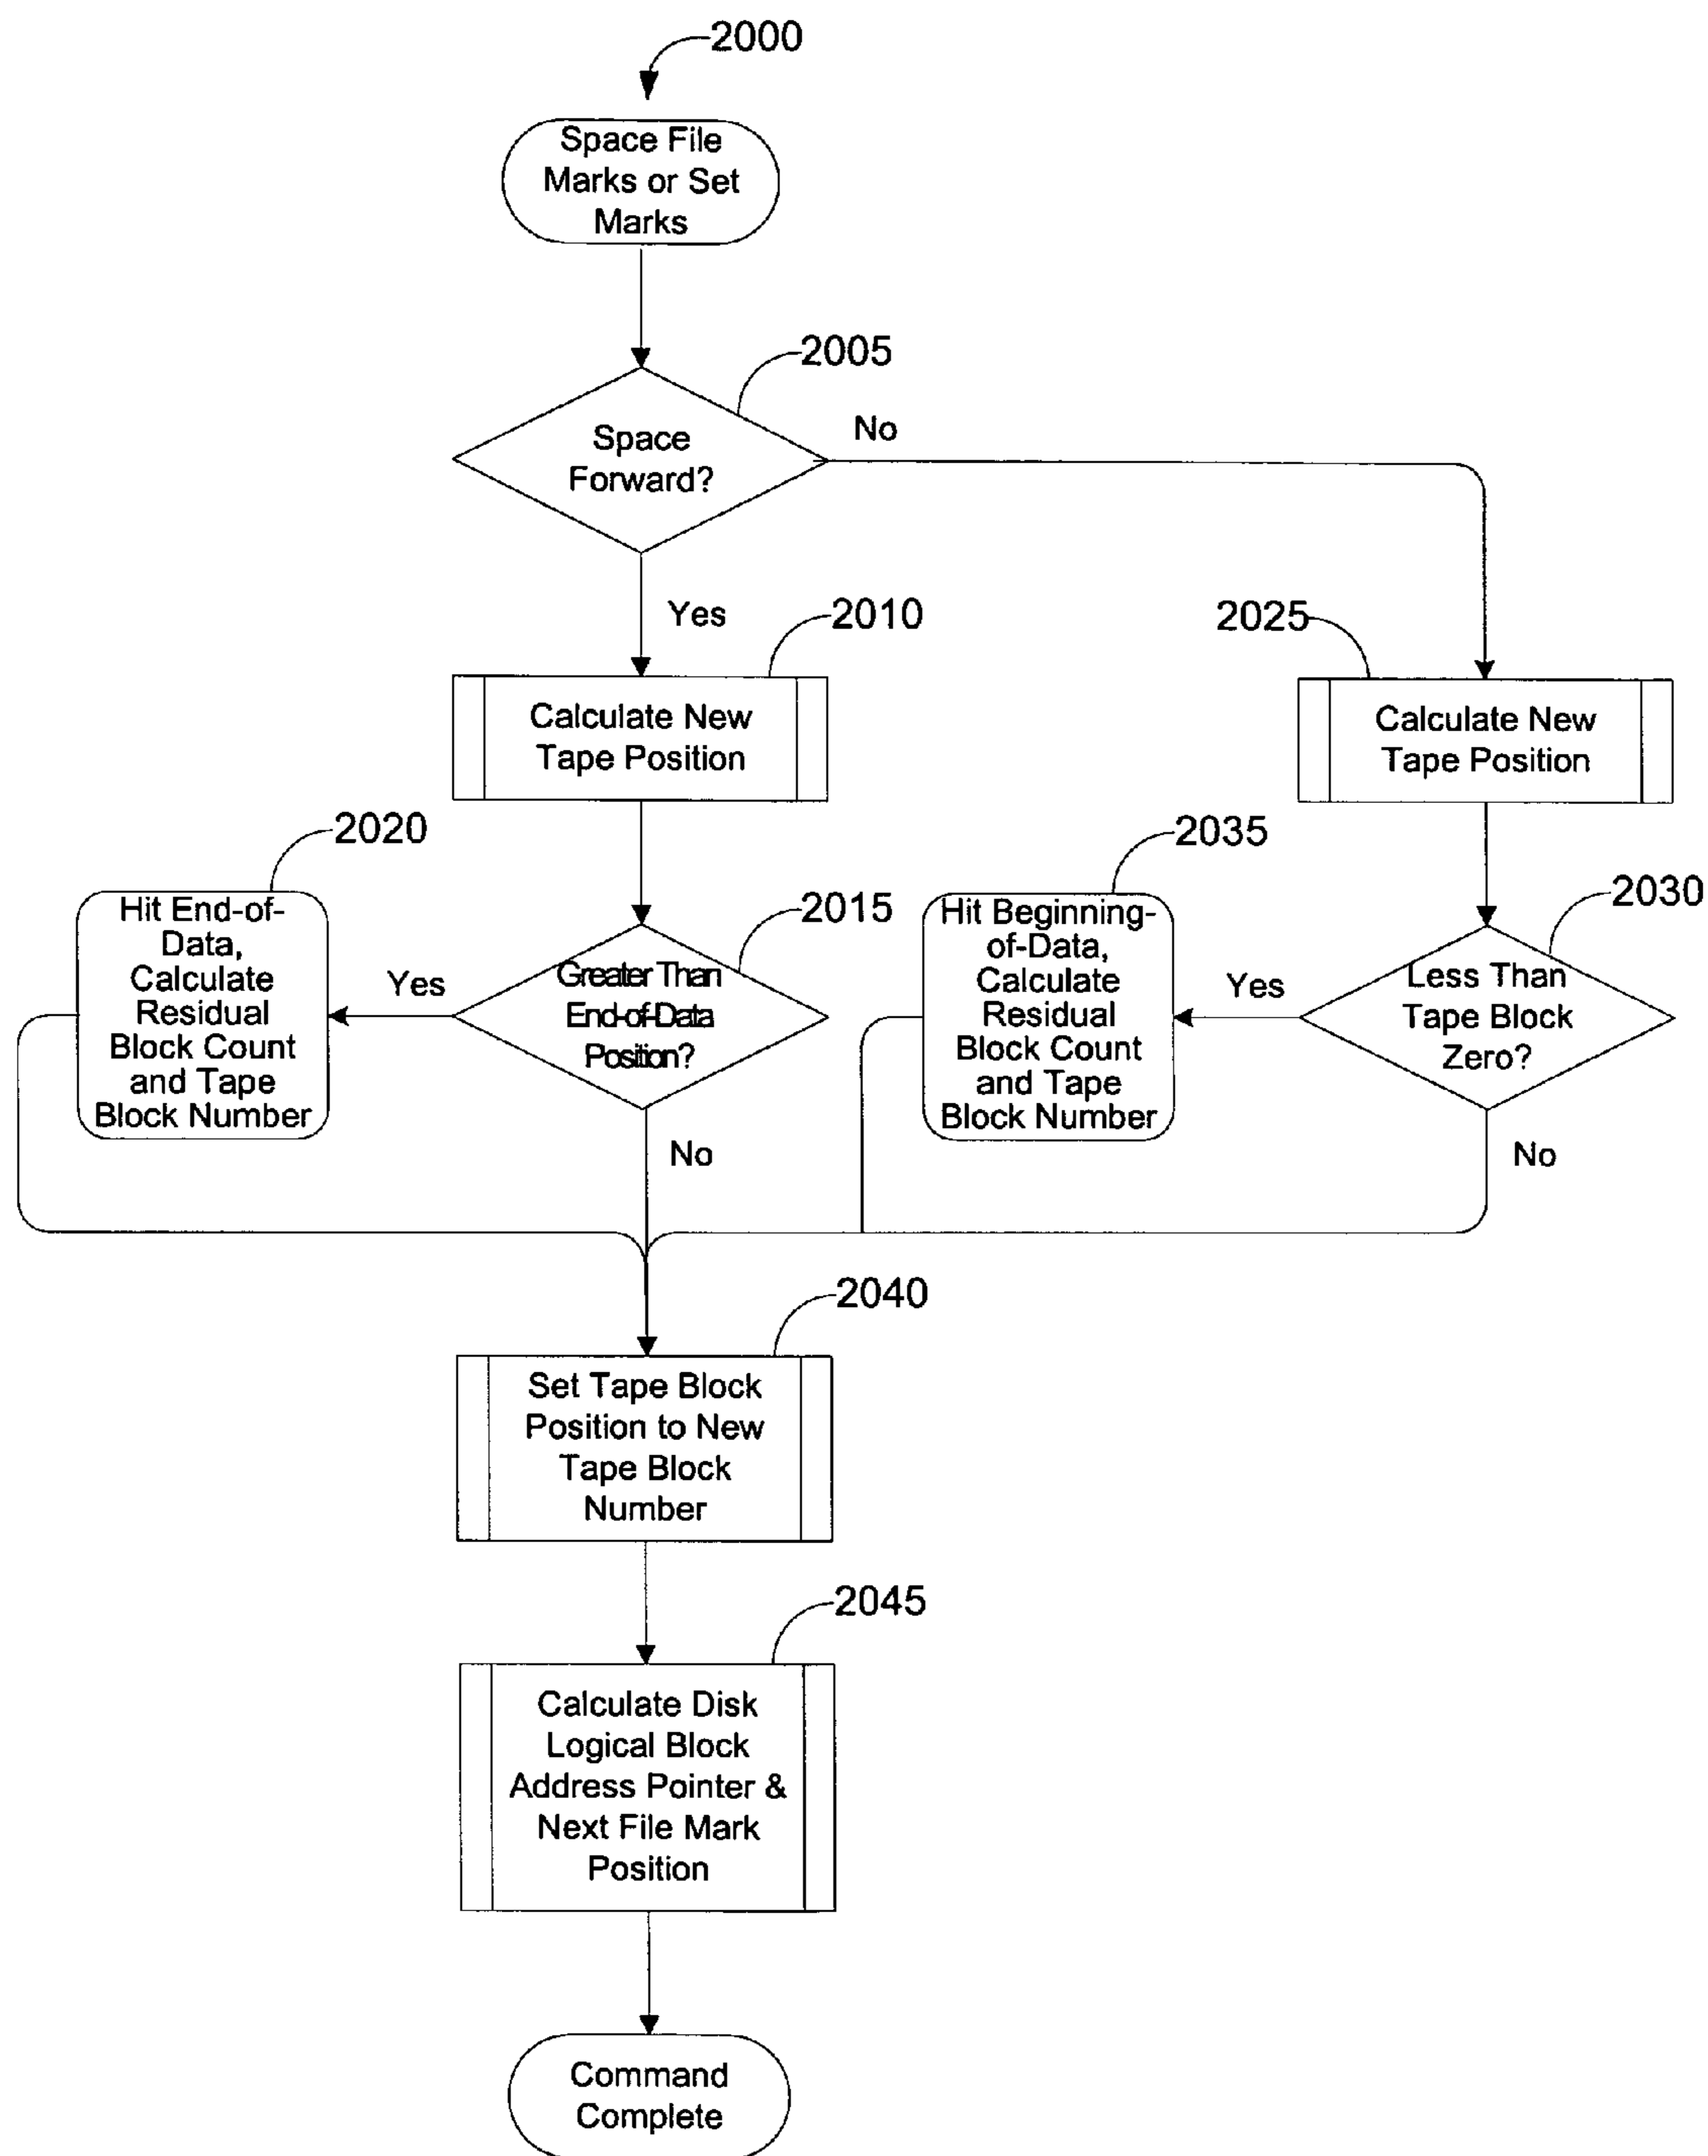 2000
Space File
Marks or Set
Marks
2005
Space
Forward?
No
Yes
2010
Calculate New
Tape Position
2025
Calculate New
Tape Position
2020
Hit End-of-
Data,
Calculate
Residual
Block Count
and Tape
Block Number
Yes
2015
Greater Than
End-of-Data
Position?
No
2035
Hit Beginning-
of-Data,
Calculate
Residual
Block Count
and Tape
Block Number
Yes
2030
Less Than
Tape Block
Zero?
No
2040
Set Tape Block
Position to New
Tape Block
Number
2045
Calculate Disk
Logical Block
Address Pointer &
Next File Mark
Position
Command
Complete